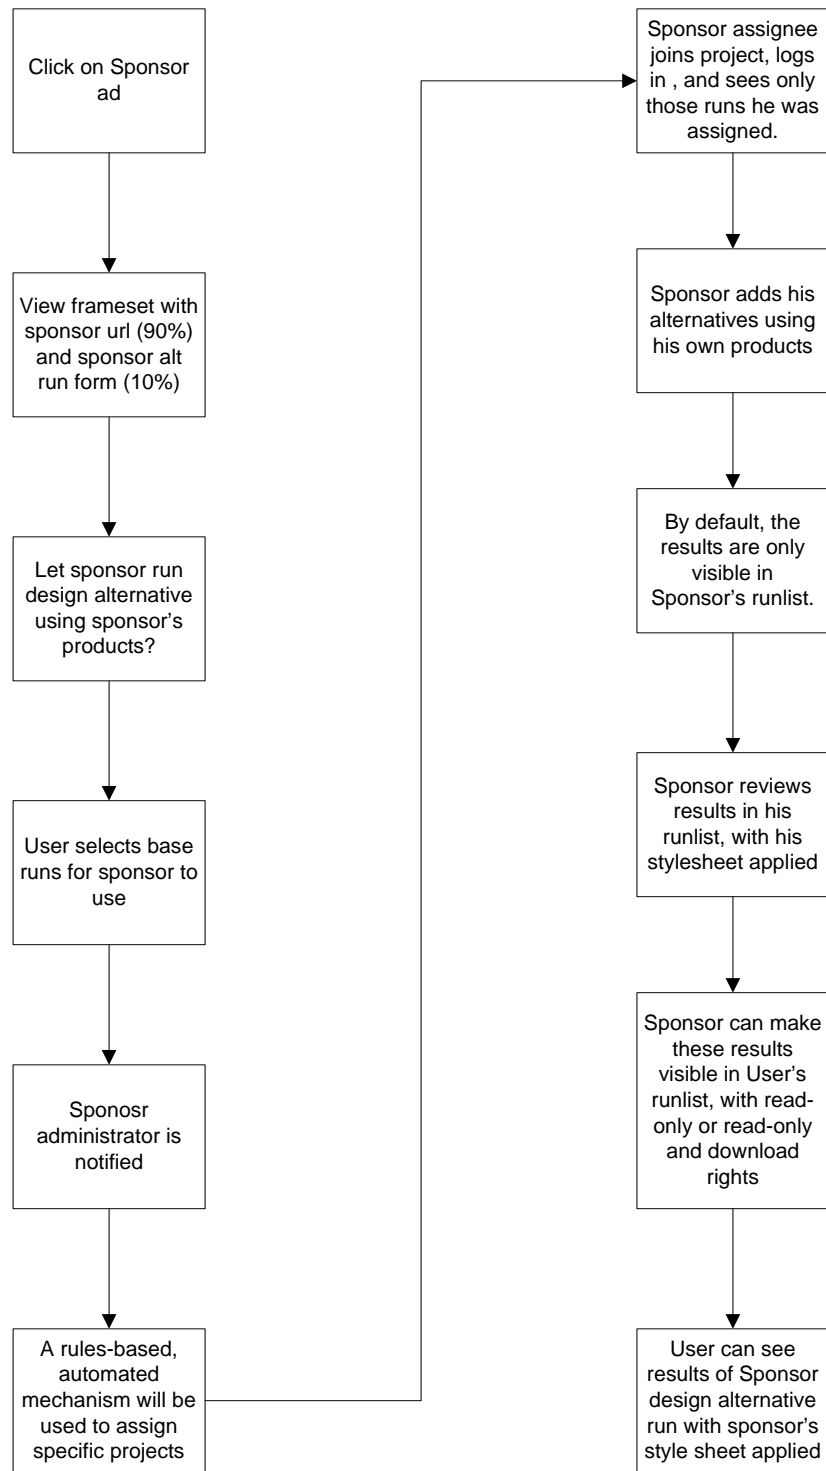 Click on Sponsor
ad
View frameset with
sponsor url (90%)
and sponsor alt
run form (10%)
Let sponsor run
design alternative
using sponsor's
products?
User selects base
runs for sponsor to
use
Sponosr
administrator is
notified
A rules-based,
automated
mechanism will be
used to assign
specific projects
Sponsor assignee
joins project, logs
in , and sees only
those runs he was
assigned.
Sponsor adds his
alternatives using
his own products
By default, the
results are only
visible in
Sponsor's runlist.
Sponsor reviews
results in his
runlist, with his
stylesheet applied
Sponsor can make
these results
visible in User's
runlist, with read-
only or read-only
and download
rights
User can see
results of Sponsor
design alternative
run with sponsor's
style sheet applied